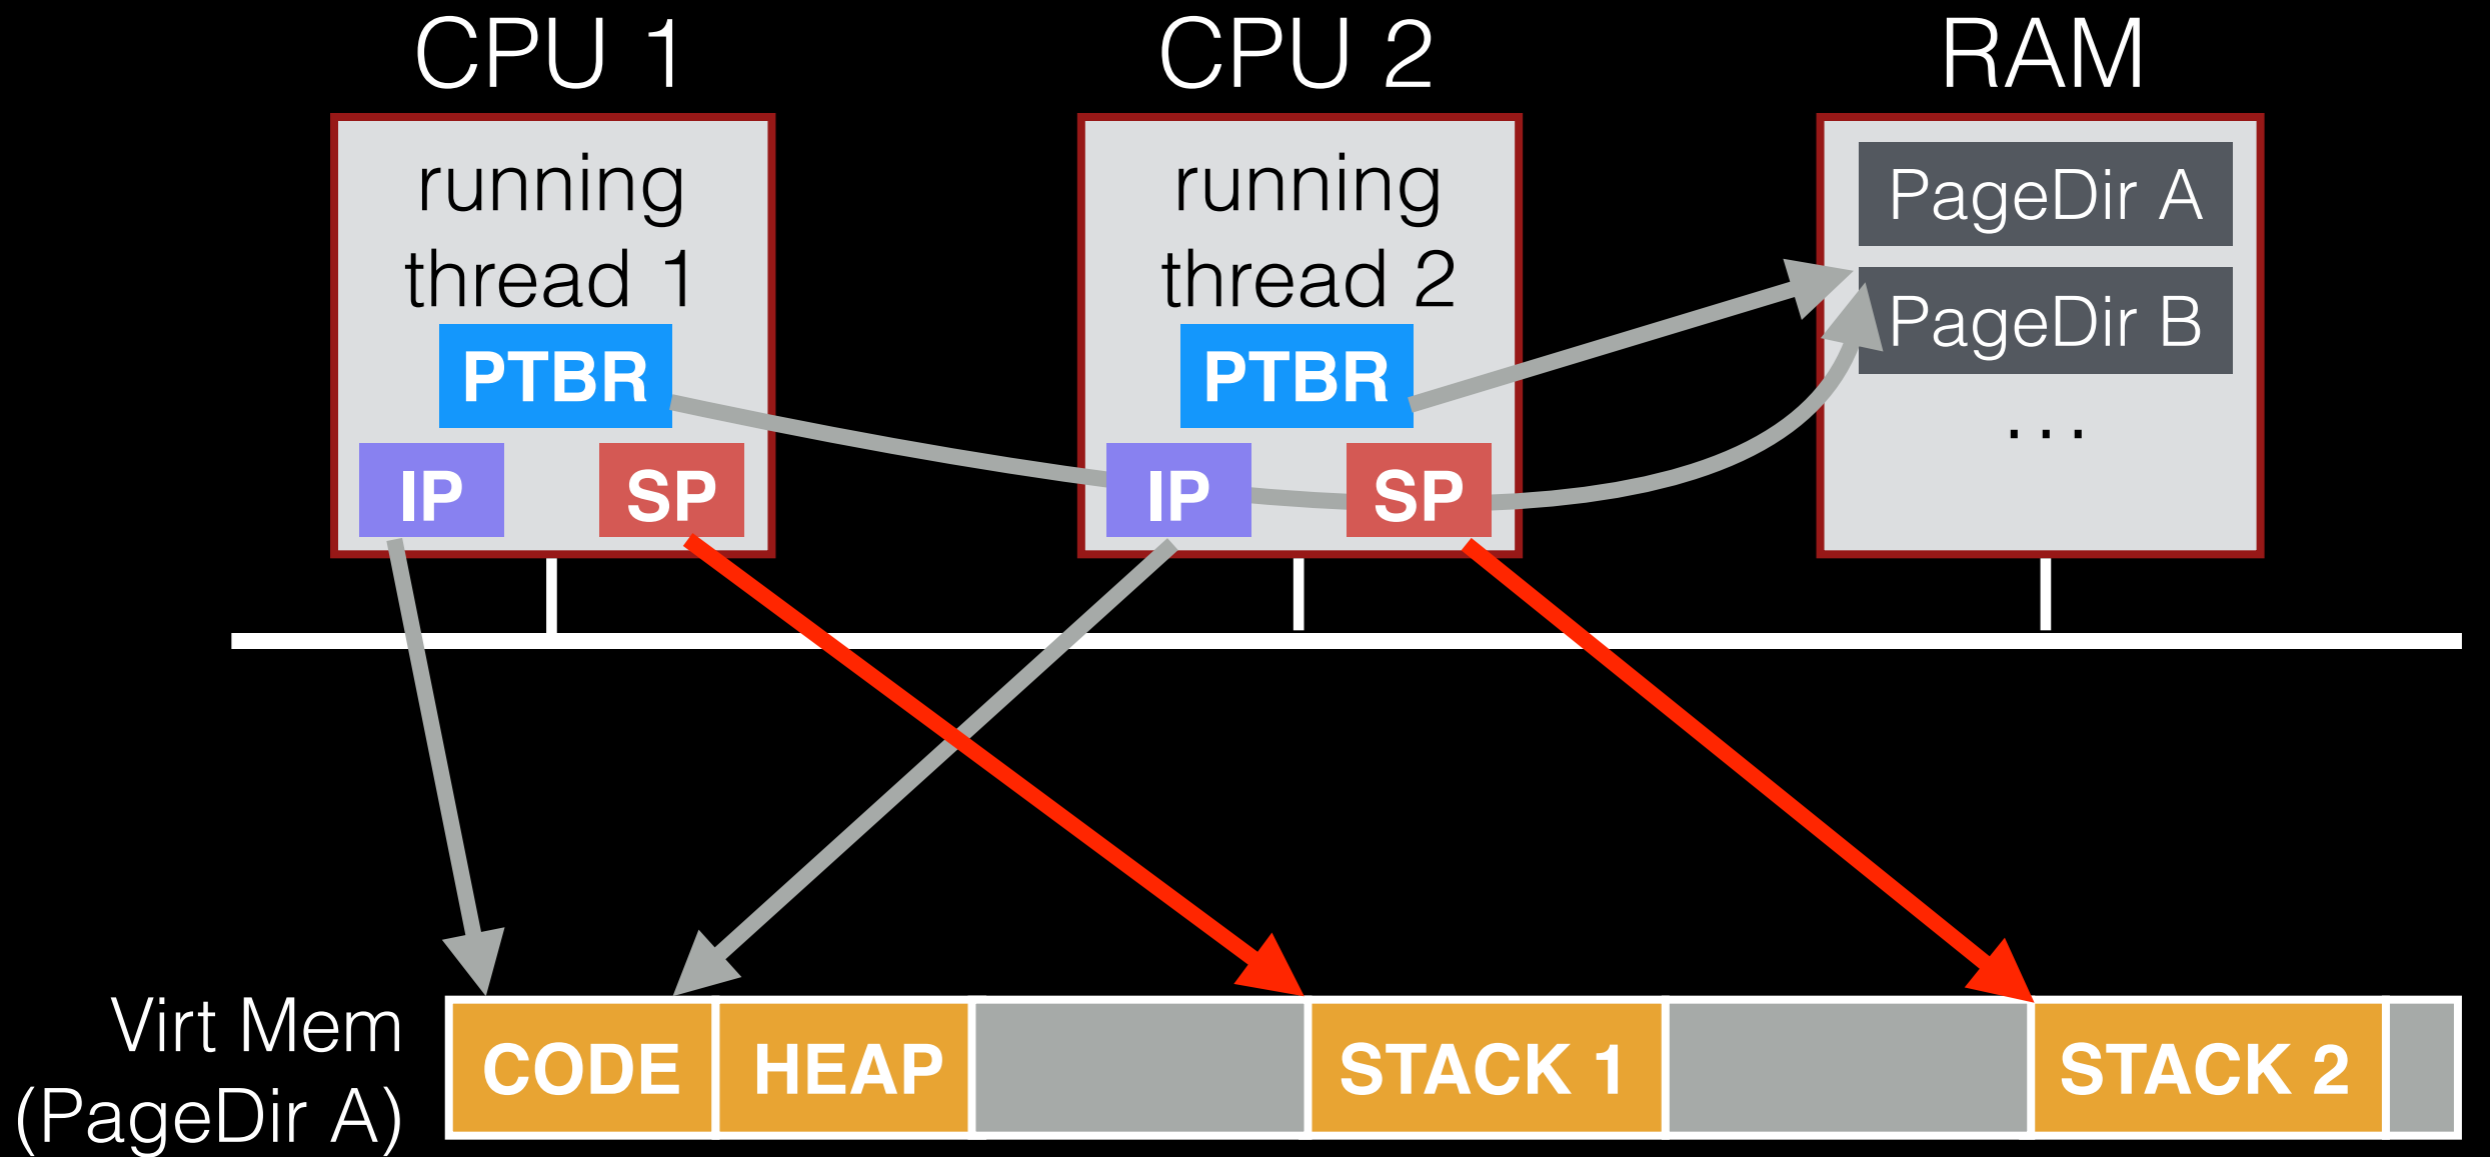 CPU 1
CPU 2
RAM
running
thread 1
PTBR
IP
SP
running
thread 2
PTBR
IP
SP
PageDir A
PageDir B
...
Virt Mem
(PageDir A)
CODE
HEAP
STACK 1
STACK 2